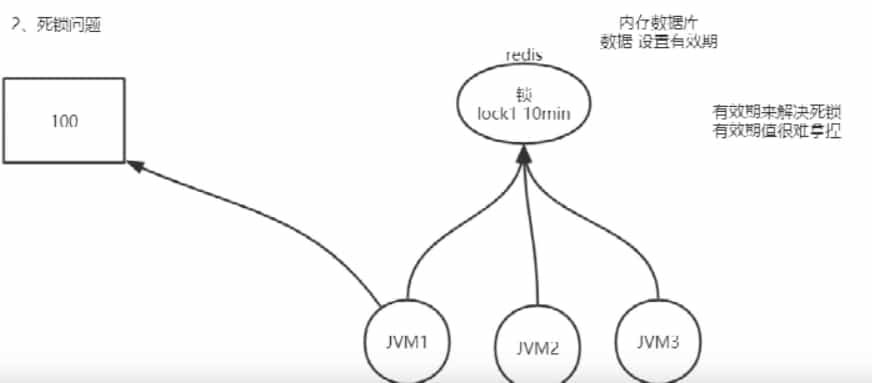 2、死锁问题
内存数据库
数据 设置有效期
redis
锁
lock1 10min
100
有效期来解决死锁
有效期值很难拿捏
JVM1
JVM2
JVM3